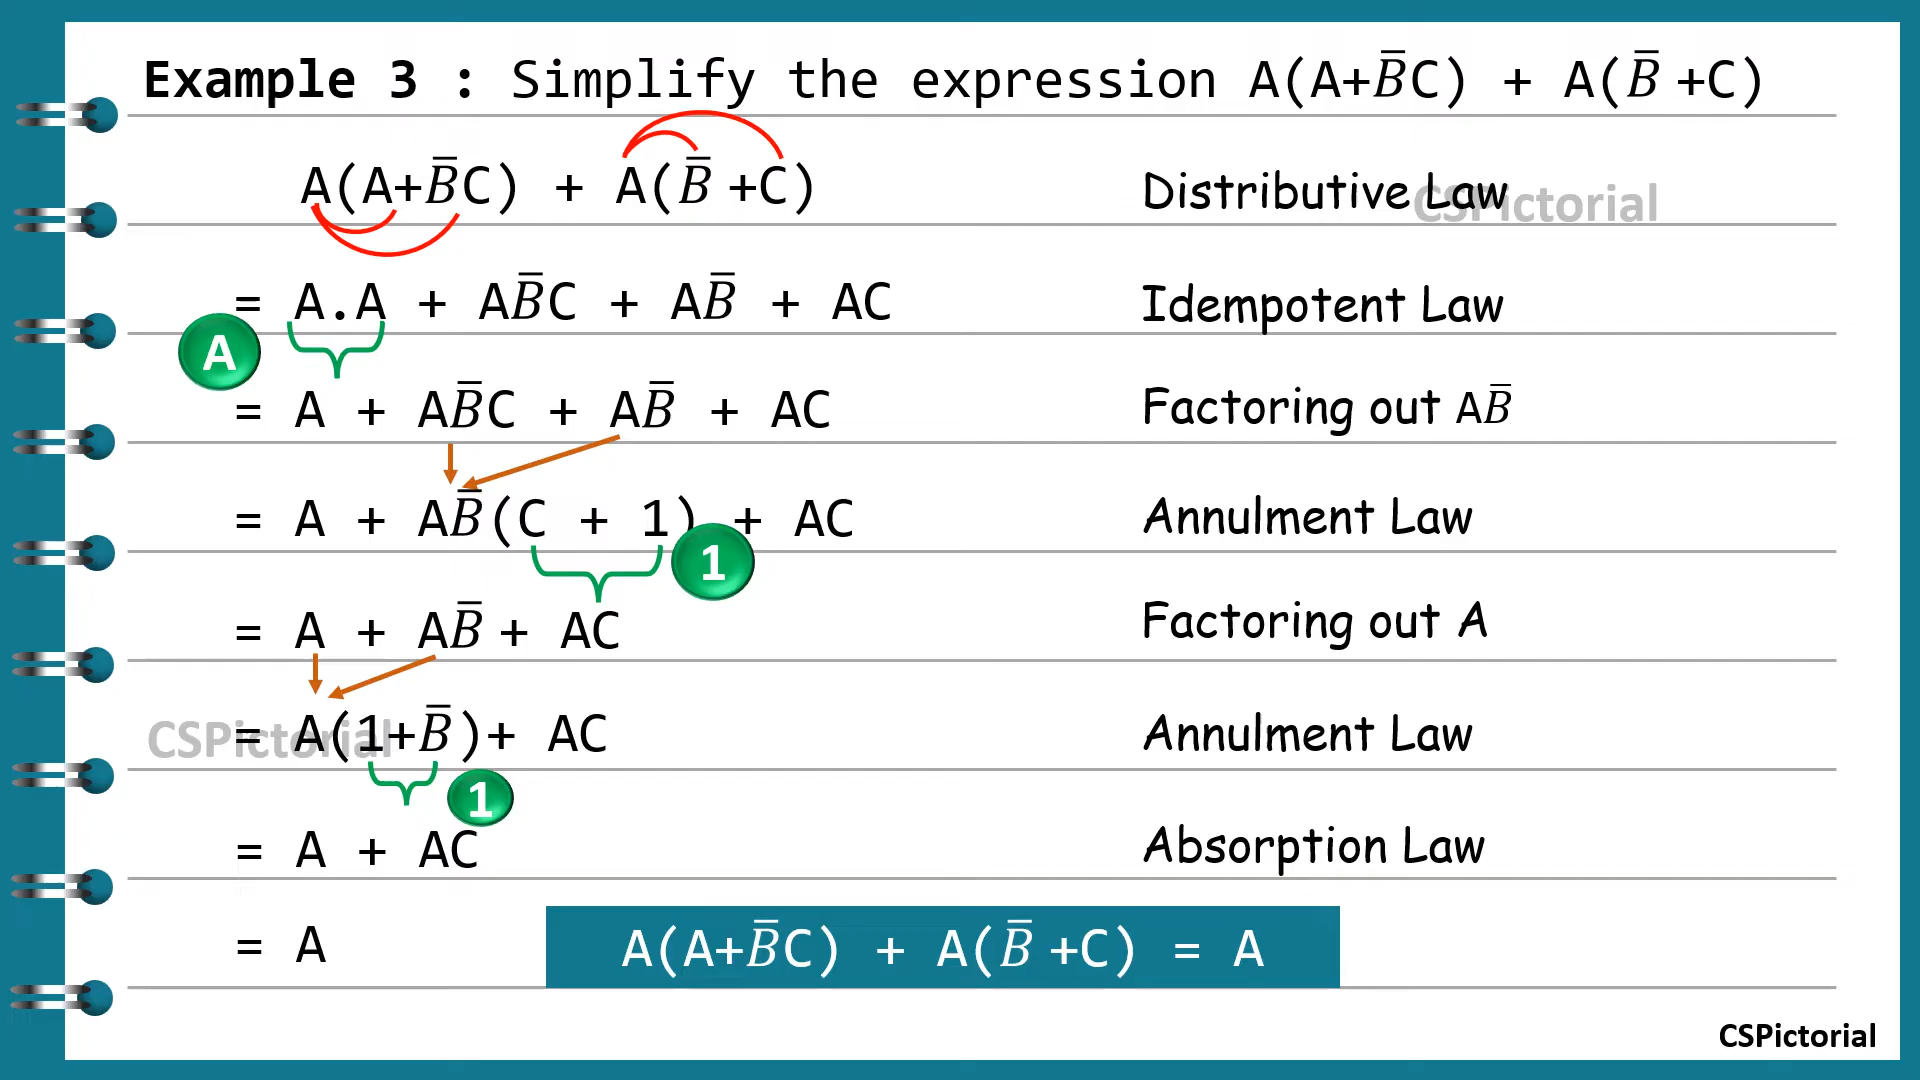 Example 3 : Simplify the expression A(A+B̅C) + A(B̅ +C)
A(A+B̅C) + A(B̅ +C) Distributive Law
CSPictorial
= A.A + AB̅C + AB̅ + AC Idempotent Law
A
= A + AB̅C + AB̅ + AC Factoring out AB̅
= A + AB̅(C + 1) + AC Annulment Law
1
= A + AB̅ + AC Factoring out A
= A(1+B̅)+ AC Annulment Law
CSPictorial
1
= A + AC Absorption Law
= A
A(A+B̅C) + A(B̅ +C) = A
CSPictorial